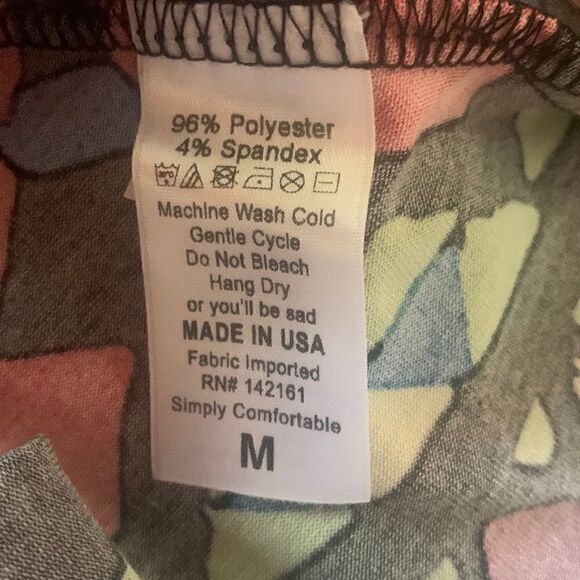 96% Polyester
4% Spandex
Machine Wash Cold
Gentle Cycle
Do Not Bleach
Hang Dry
or you'll be sad
MADE IN USA
Fabric Imported
RN# 142161
Simply Comfortable
M